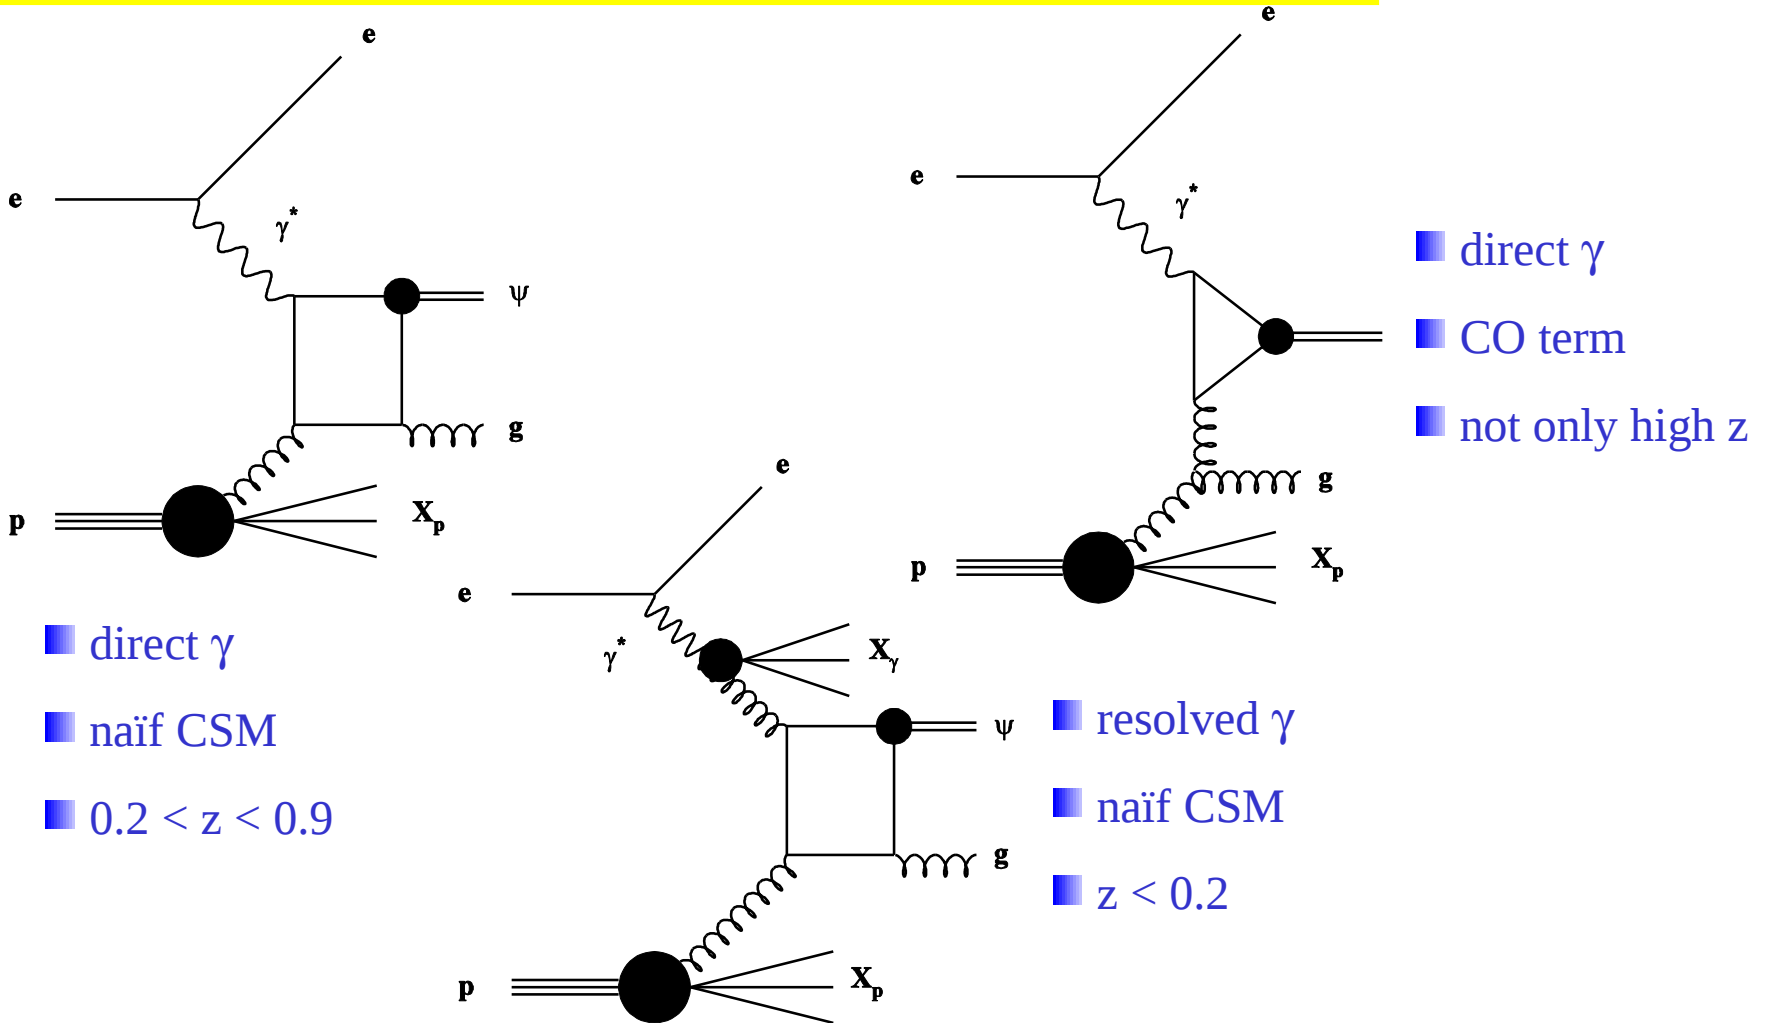 e
e
γ*
ψ
g
p
Xp
direct γ
naïf CSM
0.2 < z < 0.9
e
e
γ*
g
p
Xp
direct γ
CO term
not only high z
e
e
γ*
Xγ
ψ
g
p
Xp
resolved γ
naïf CSM
z < 0.2